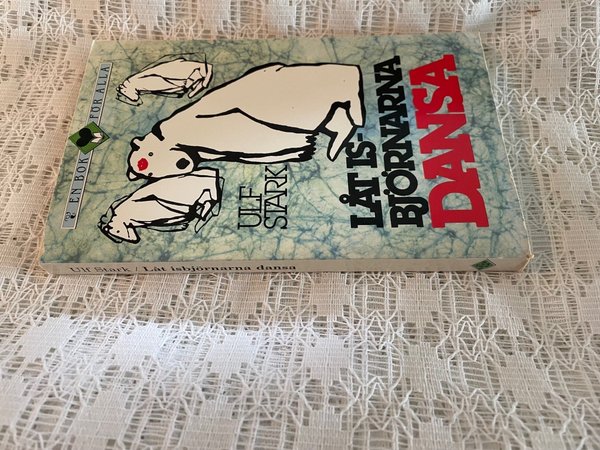 EN BOK FÖR ALLA
ULF
STARK
LÅT IS-
BJÖRNARNA
DANSA
Ulf Stark / Låt isbjörnarna dansa